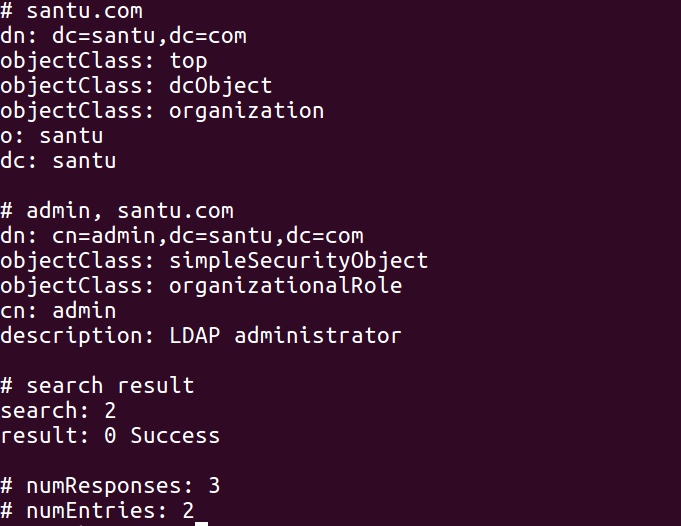 # santu.com
dn: dc=santu,dc=com
objectClass: top
objectClass: dcObject
objectClass: organization
o: santu
dc: santu

# admin, santu.com
dn: cn=admin,dc=santu,dc=com
objectClass: simpleSecurityObject
objectClass: organizationalRole
cn: admin
description: LDAP administrator

# search result
search: 2
result: 0 Success

# numResponses: 3
# numEntries: 2